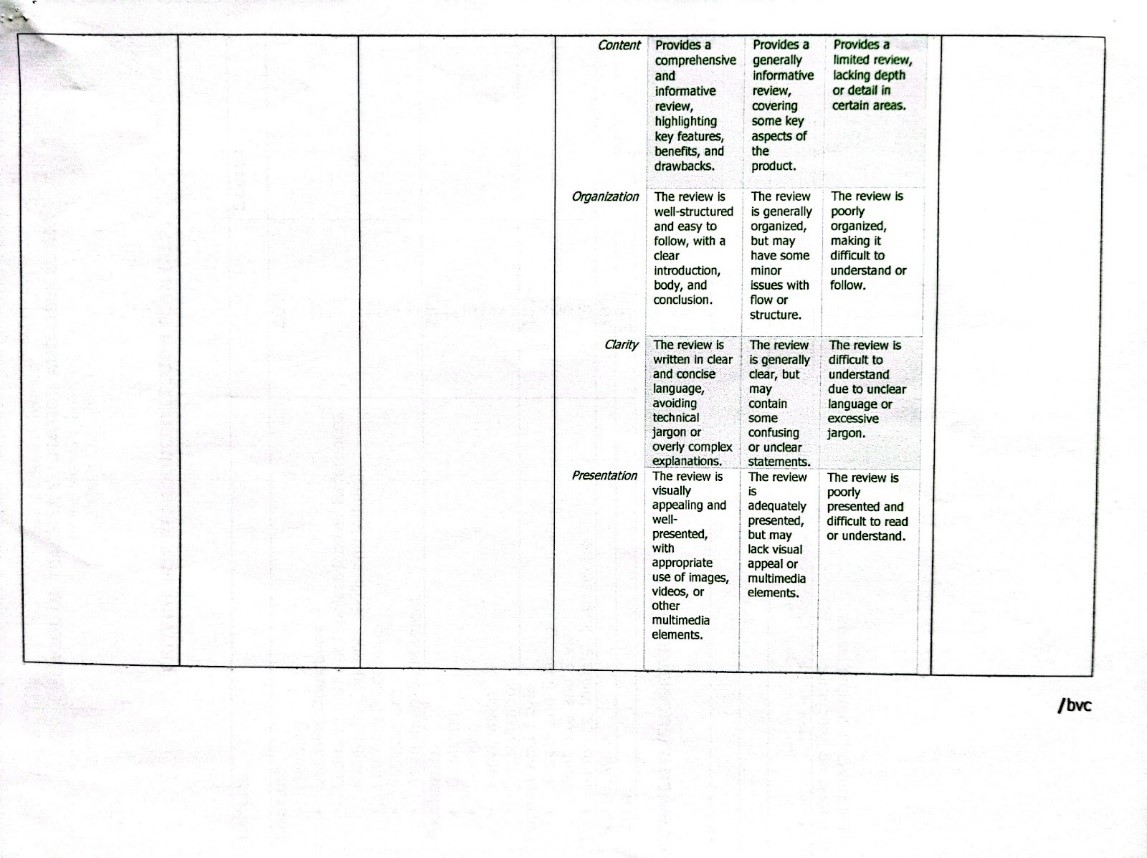 Content
Provides a
comprehensive
and
informative
review,
highlighting
key features,
benefits, and
drawbacks.
Provides a
generally
informative
review,
covering
some key
aspects of
the
product.
Provides a
limited review,
lacking depth
or detail in
certain areas.
Organization
The review is
well-structured
and easy to
follow, with a
clear
introduction,
body, and
conclusion.
The review
is generally
organized,
but may
have some
minor
issues with
flow or
structure.
The review is
poorly
organized,
making it
difficult to
understand or
follow.
Clarity
The review is
written in clear
and concise
language,
avoiding
technical
jargon or
overly complex
explanations.
The review
is generally
clear, but
may
contain
some
confusing
or unclear
statements.
The review is
difficult to
understand
due to unclear
language or
excessive
jargon.
Presentation
The review is
visually
appealing and
well-
presented,
with
appropriate
use of images,
videos, or
other
multimedia
elements.
The review
is
adequately
presented,
but may
lack visual
appeal or
multimedia
elements.
The review is
poorly
presented and
difficult to read
or understand.
/bvc